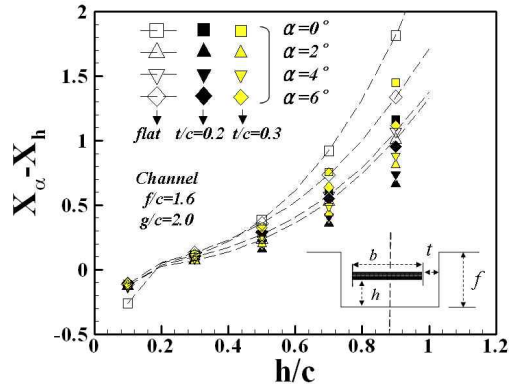 2
1.5
1
0.5
0
-0.5
Xα-Xh
α=0°
α=2°
α=4°
α=6°
flat t/c=0.2 t/c=0.3
Channel
f/c=1.6
g/c=2.0
b
t
h
f
0 0.2 0.4 0.6 0.8 1 1.2
h/c